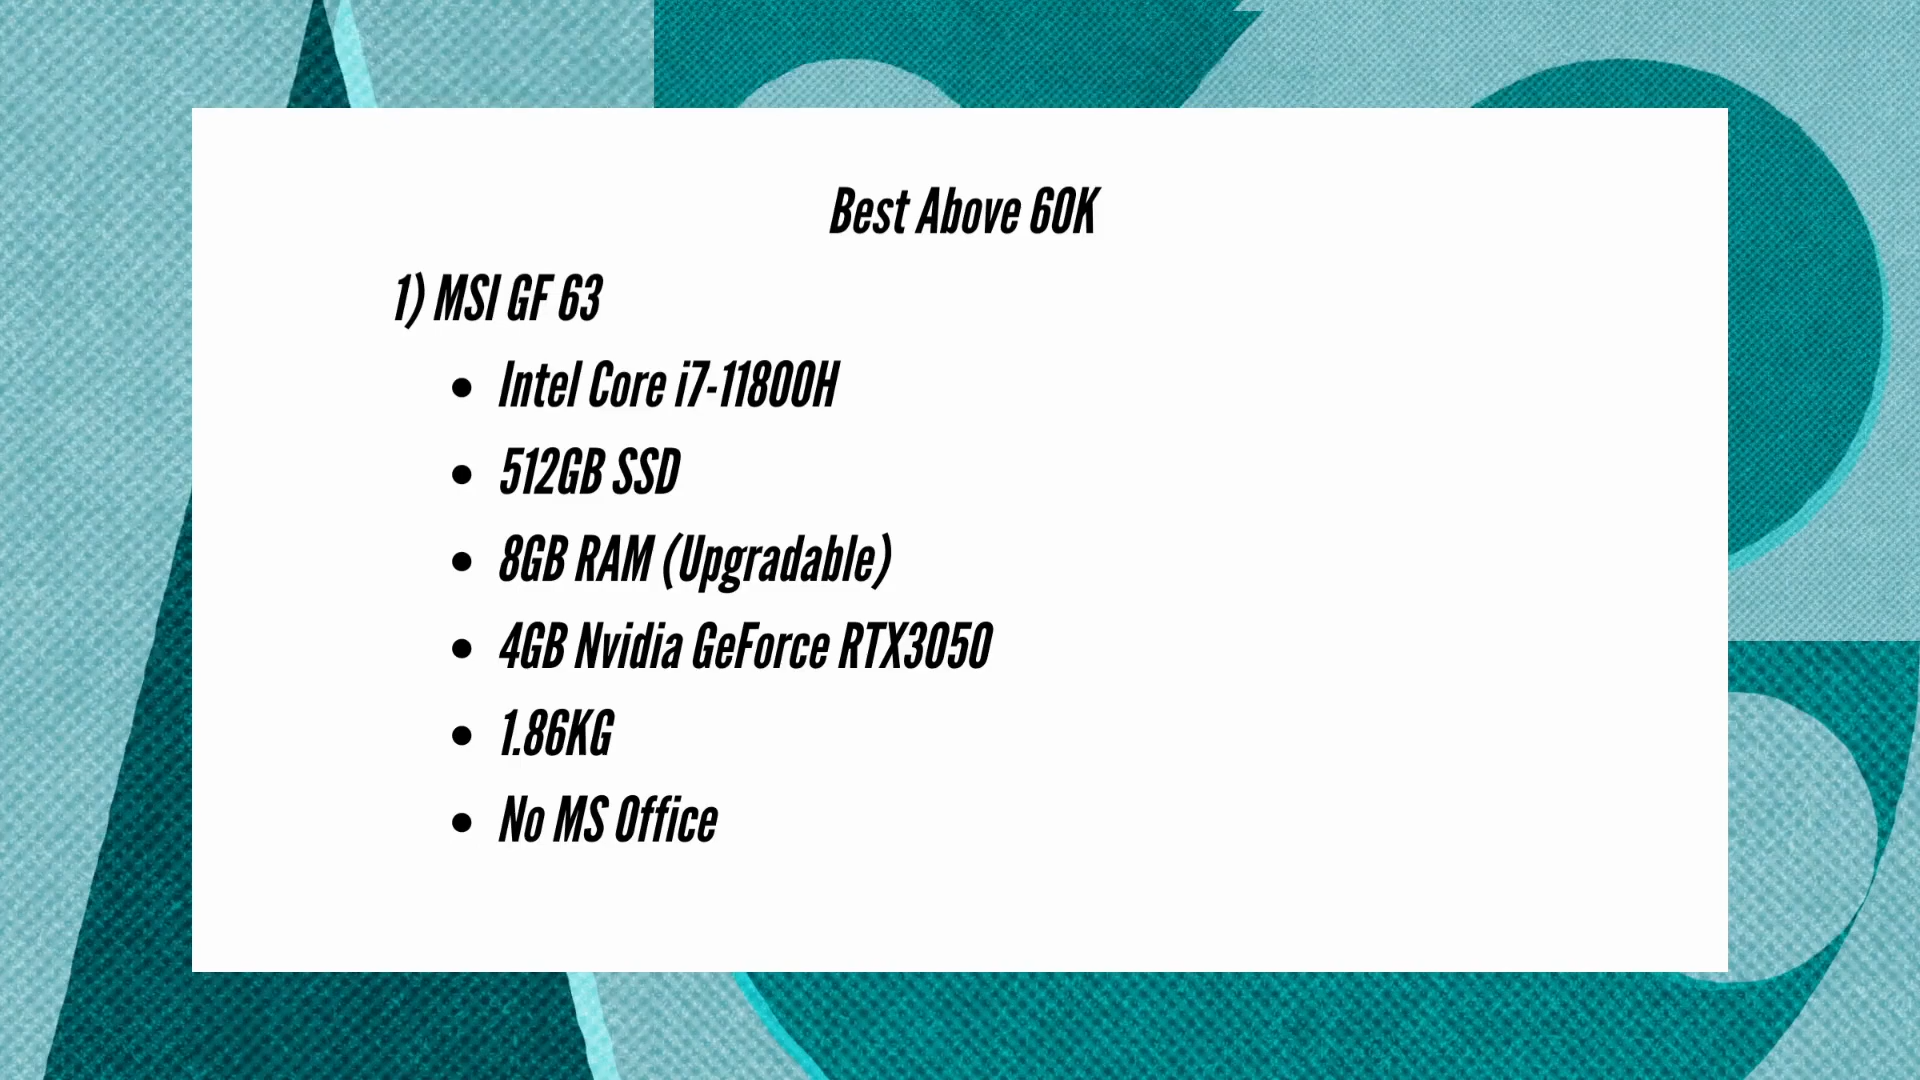 Best Above 60K
1) MSI GF 63
• Intel Core i7-11800H
• 512GB SSD
• 8GB RAM (Upgradable)
• 4GB Nvidia GeForce RTX3050
• 1.86KG
• No MS Office